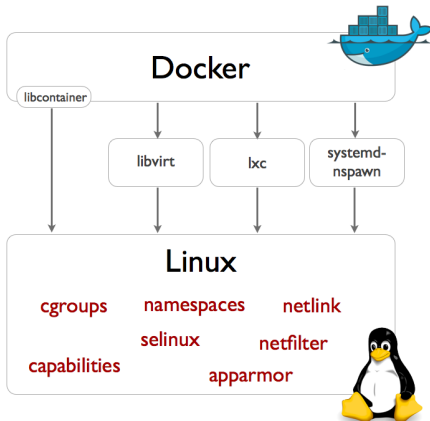 Docker
libcontainer
libvirt
lxc
systemd-
nspawn
Linux
cgroups
namespaces
netlink
selinux
netfilter
capabilities
apparmor